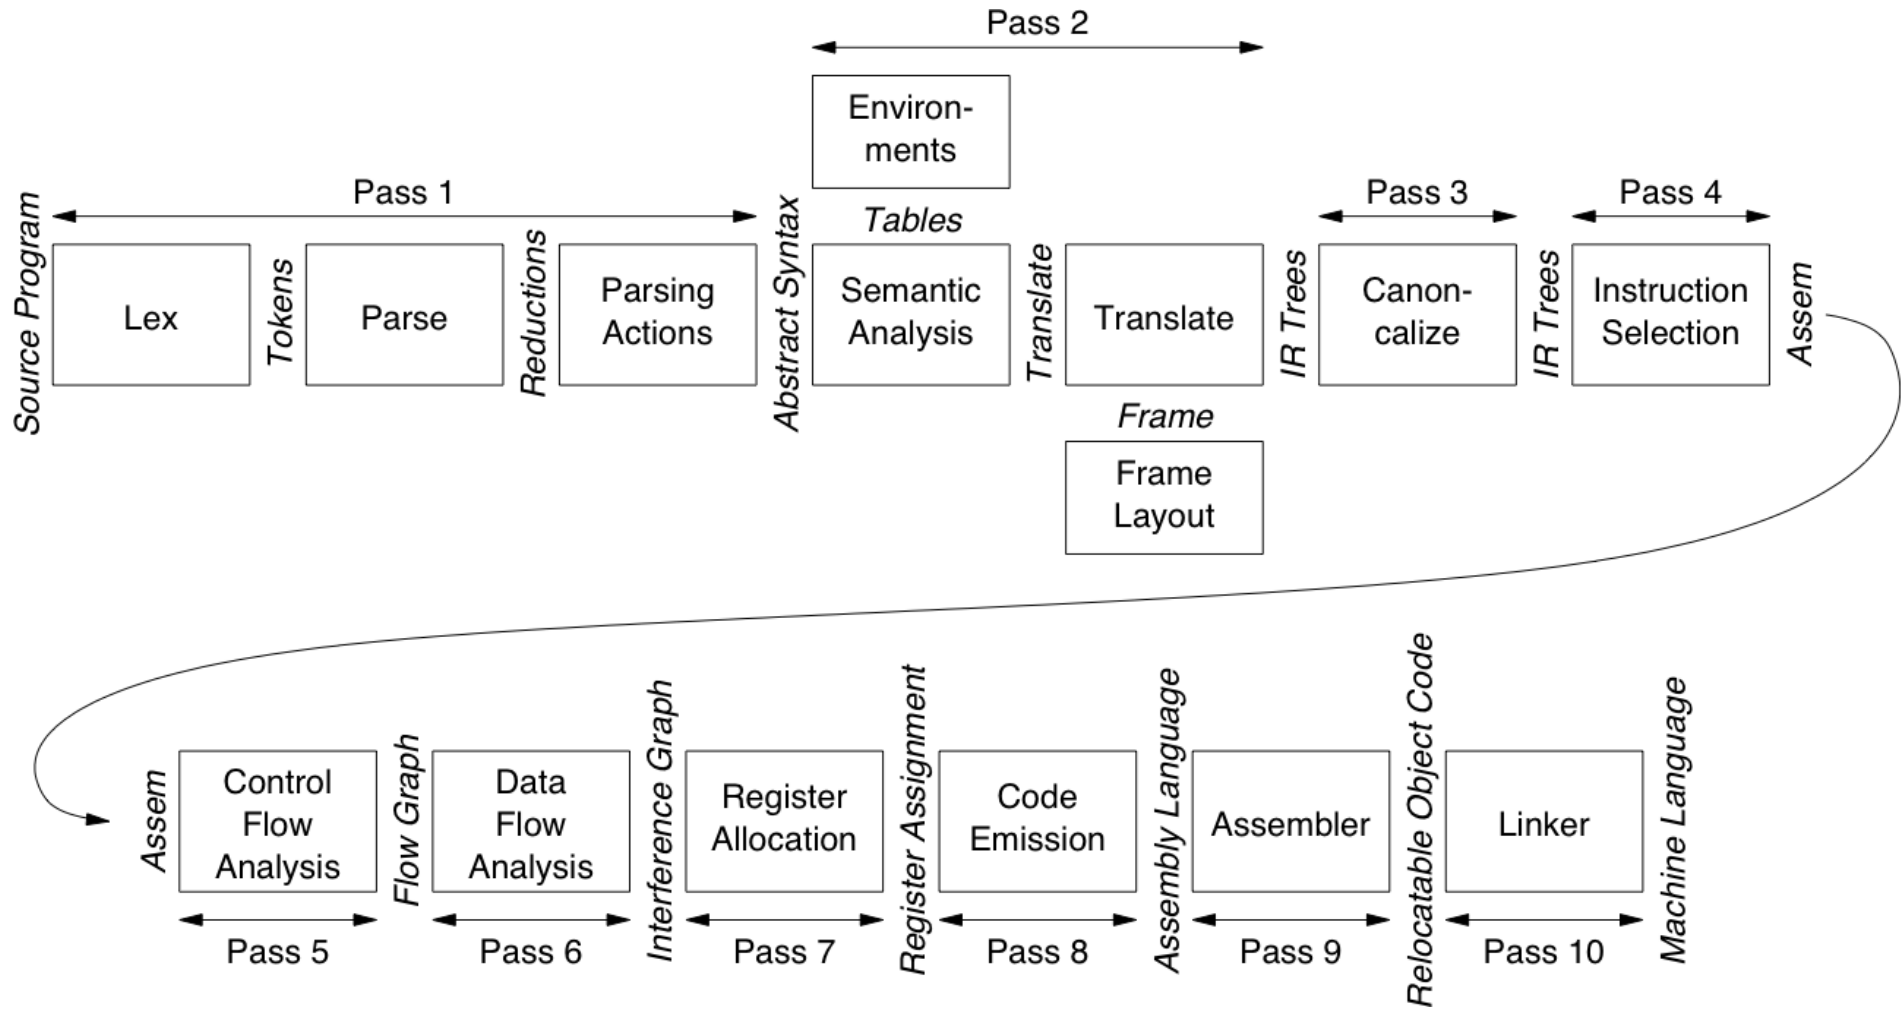 Pass 2
Environ-
ments
Pass 1
Pass 3
Pass 4
Tables
Source Program
Lex
Tokens
Parse
Reductions
Parsing
Actions
Abstract Syntax
Semantic
Analysis
Translate
Translate
IR Trees
Canon-
calize
IR Trees
Instruction
Selection
Assem
Frame
Frame
Layout
Assem
Control
Flow
Analysis
Flow Graph
Data
Flow
Analysis
Interference Graph
Register
Allocation
Register Assignment
Code
Emission
Assembly Language
Assembler
Relocatable Object Code
Linker
Machine Language
Pass 5
Pass 6
Pass 7
Pass 8
Pass 9
Pass 10